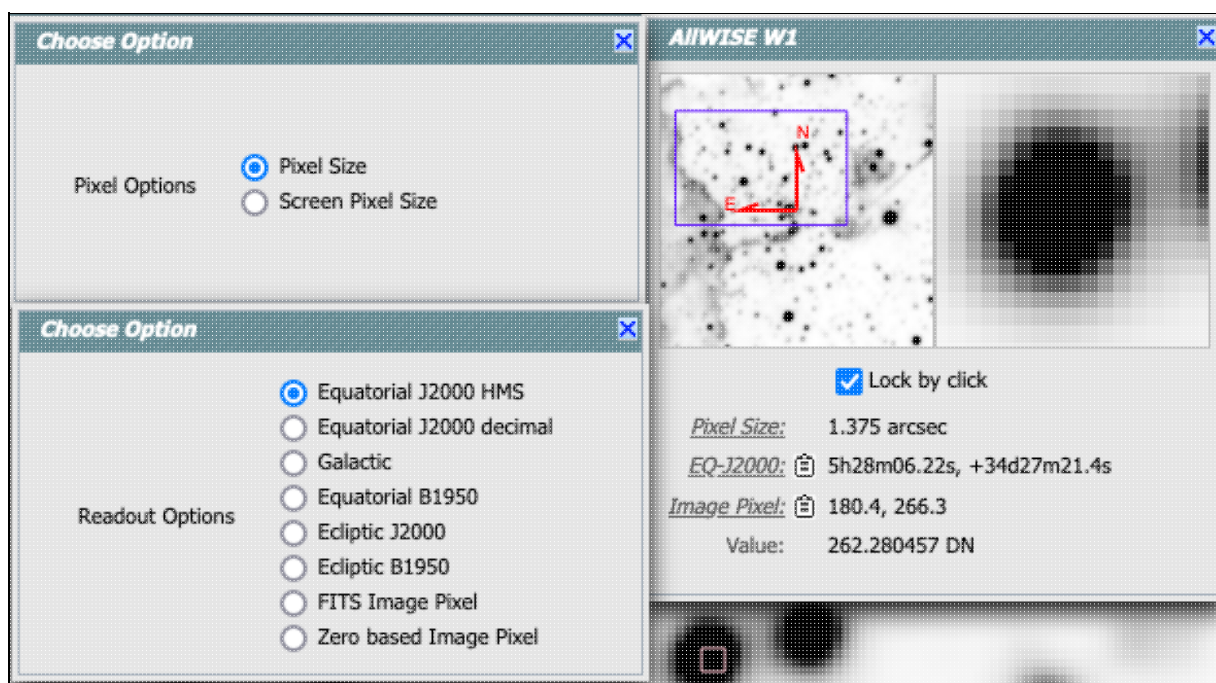 Choose Option
Pixel Options
Pixel Size
Screen Pixel Size
Choose Option
Readout Options
Equatorial J2000 HMS
Equatorial J2000 decimal
Galactic
Equatorial B1950
Ecliptic J2000
Ecliptic B1950
FITS Image Pixel
Zero based Image Pixel
AllWISE W1
N
E
Lock by click
Pixel Size: 1.375 arcsec
EQ-J2000: 5h28m06.22s, +34d27m21.4s
Image Pixel: 180.4, 266.3
Value: 262.280457 DN